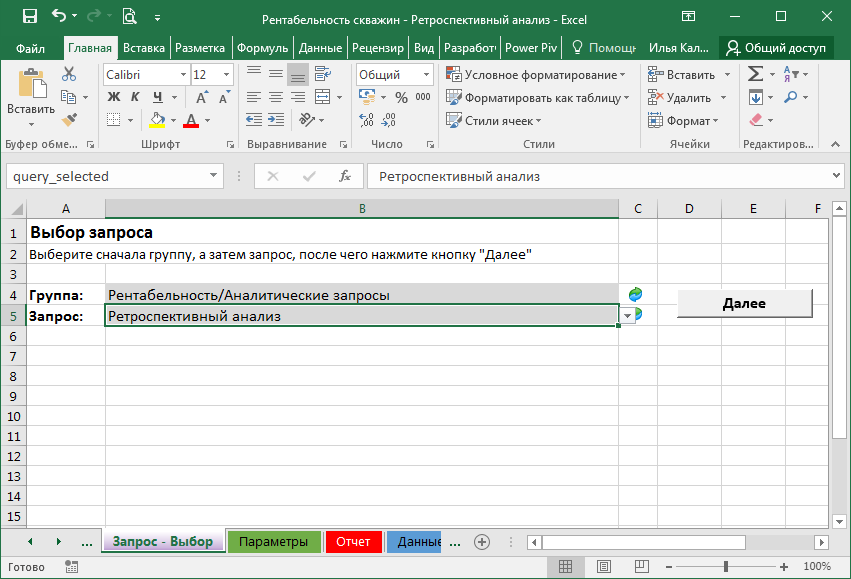 Рентабельность скважин - Ретроспективный анализ - Excel
Файл Главная Вставка Разметка Формуль Данные Рецензир Вид Разработ Power Piv Помощь Илья Кал... Общий доступ
Calibri 12 Общий Условное форматирование Вставить
Вставить Ж К Ч A A % 000 Форматировать как таблицу Удалить
A Стили ячеек Формат
Буфер обме... Шрифт Выравнивание Число Стили Ячейки Редактиров...
query_selected fx Ретроспективный анализ
A B C D E F
1 Выбор запроса
2 Выберите сначала группу, а затем запрос, после чего нажмите кнопку "Далее"
3
4 Группа: Рентабельность/Аналитические запросы
Далее
5 Запрос: Ретроспективный анализ
6
7
8
9
10
11
12
13
14
15
... Запрос - Выбор Параметры Отчет Данные ...
Готово 100%